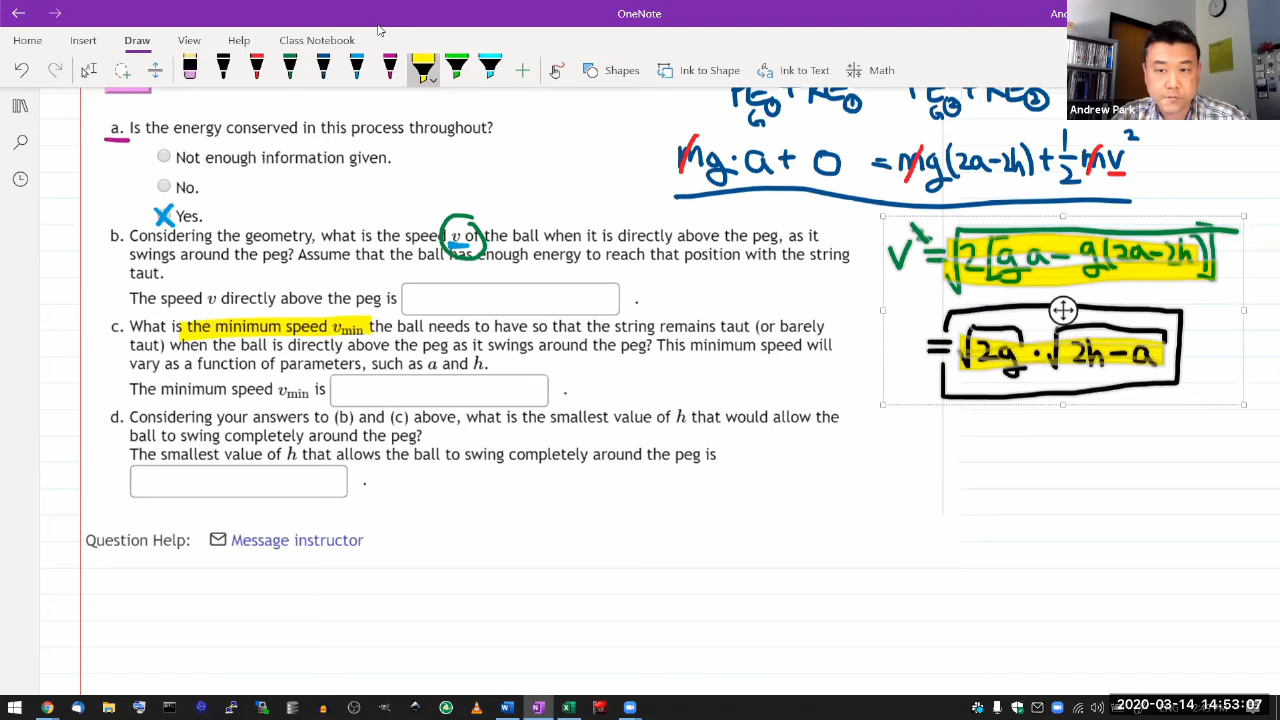 OneNote
An
Home Insert Draw View Help Class Notebook
Shapes Ink to Shape Ink to Text Math
Andrew Park
PE_G① + KE① PE_G② + KE②
mg·a + 0 = mg(2a-2h) + 1/2 mv²
a. Is the energy conserved in this process throughout?
Not enough information given.
No.
Yes.
b. Considering the geometry, what is the speed v of the ball when it is directly above the peg, as it
swings around the peg? Assume that the ball has enough energy to reach that position with the string
taut.
The speed v directly above the peg is .
c. What is the minimum speed v_min the ball needs to have so that the string remains taut (or barely
taut) when the ball is directly above the peg as it swings around the peg? This minimum speed will
vary as a function of parameters, such as a and h.
The minimum speed v_min is .
d. Considering your answers to (b) and (c) above, what is the smallest value of h that would allow the
ball to swing completely around the peg?
The smallest value of h that allows the ball to swing completely around the peg is
.
v = √2[ga - g(2a-2h)]
= √2g · √2h-a
Question Help: Message instructor
2020-03-14 14:53:07